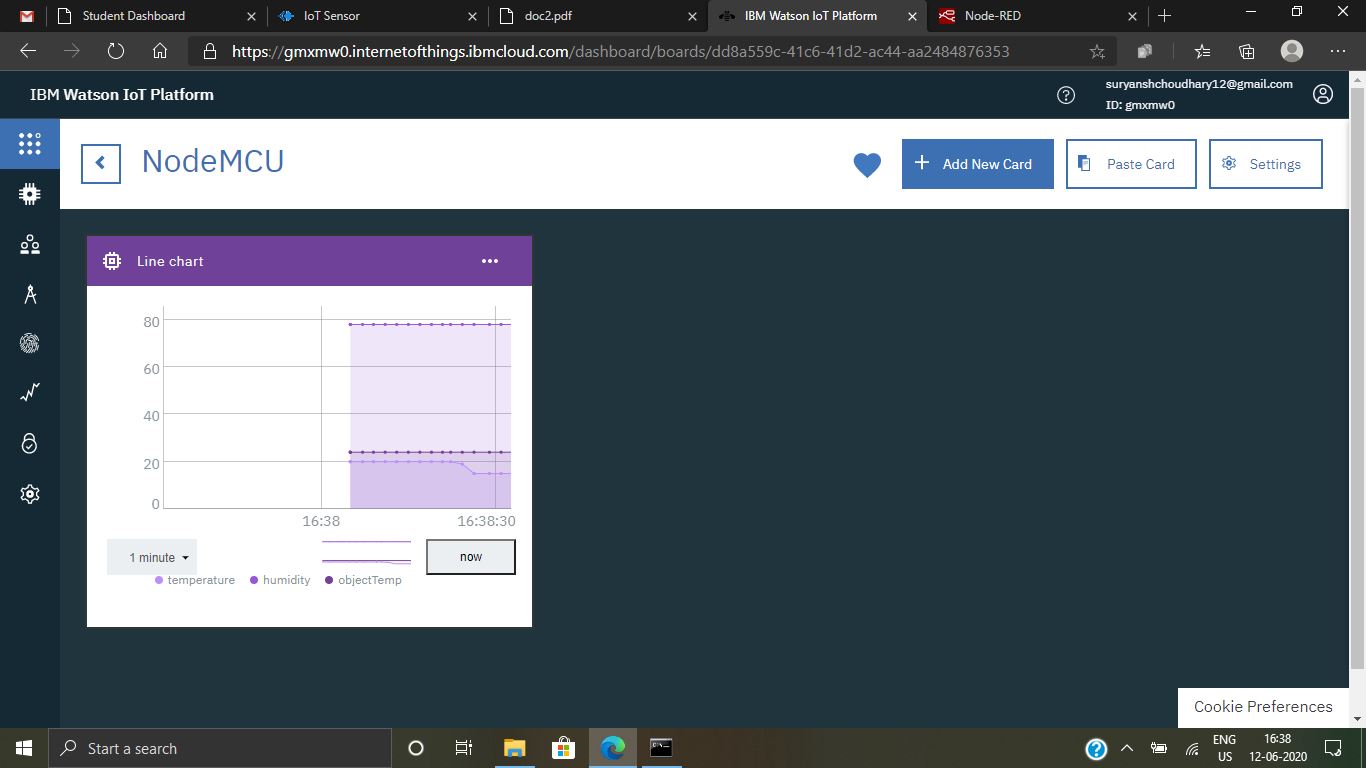 Student Dashboard
IoT Sensor
doc2.pdf
IBM Watson IoT Platform
Node-RED
https://gmxmw0.internetofthings.ibmcloud.com/dashboard/boards/dd8a559c-41c6-41d2-ac44-aa2484876353
IBM Watson IoT Platform
suryanshchoudhary12@gmail.com
ID: gmxmw0
NodeMCU
Add New Card
Paste Card
Settings
Line chart
80
60
40
20
0
16:38
16:38:30
1 minute
now
temperature
humidity
objectTemp
Cookie Preferences
Start a search
ENG
US
16:38
12-06-2020